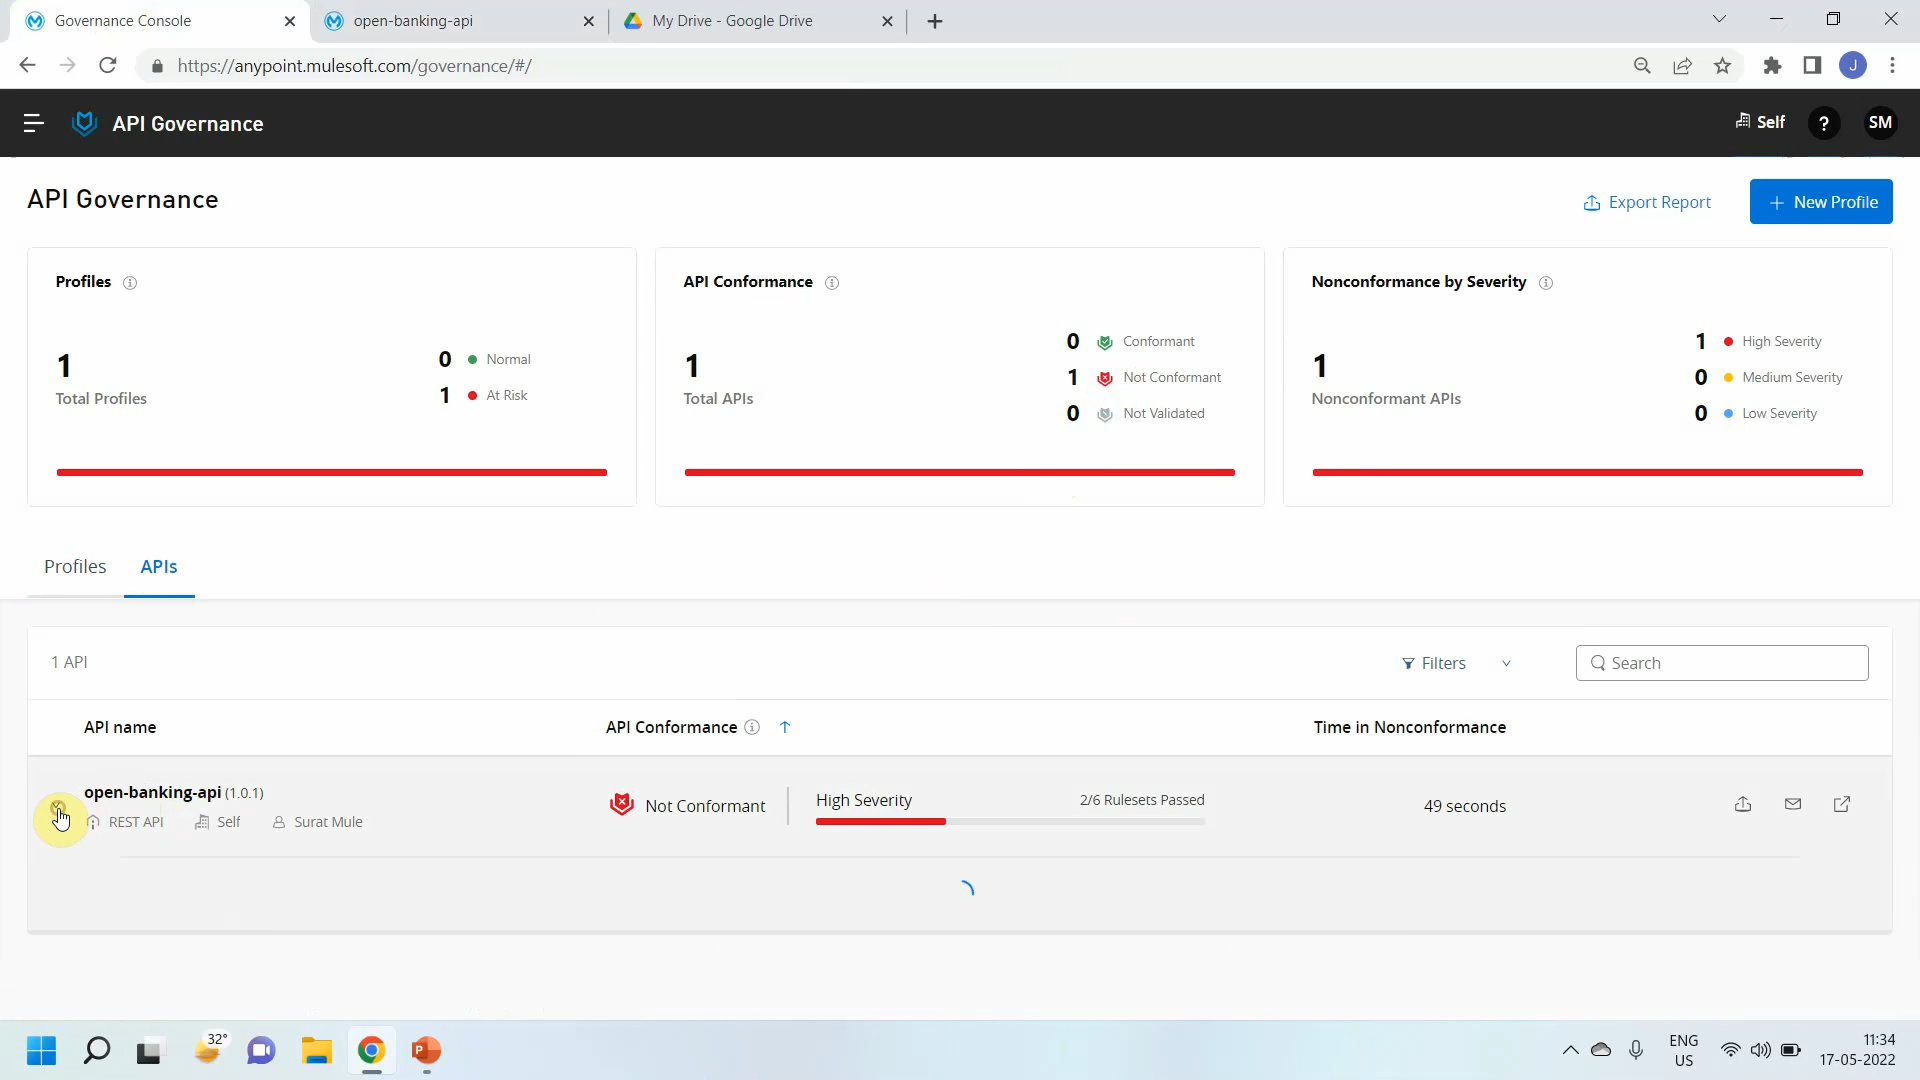 Governance Console
open-banking-api
My Drive - Google Drive
https://anypoint.mulesoft.com/governance/#/
J
API Governance
Self
?
SM
API Governance
Export Report
+ New Profile
Profiles
1
Total Profiles
0 Normal
1 At Risk
API Conformance
1
Total APIs
0 Conformant
1 Not Conformant
0 Not Validated
Nonconformance by Severity
1
Nonconformant APIs
1 High Severity
0 Medium Severity
0 Low Severity
Profiles
APIs
1 API
Filters
Search
API name
API Conformance
Time in Nonconformance
open-banking-api (1.0.1)
REST API
Self
Surat Mule
Not Conformant
High Severity
2/6 Rulesets Passed
49 seconds
32°
ENG
US
11:34
17-05-2022